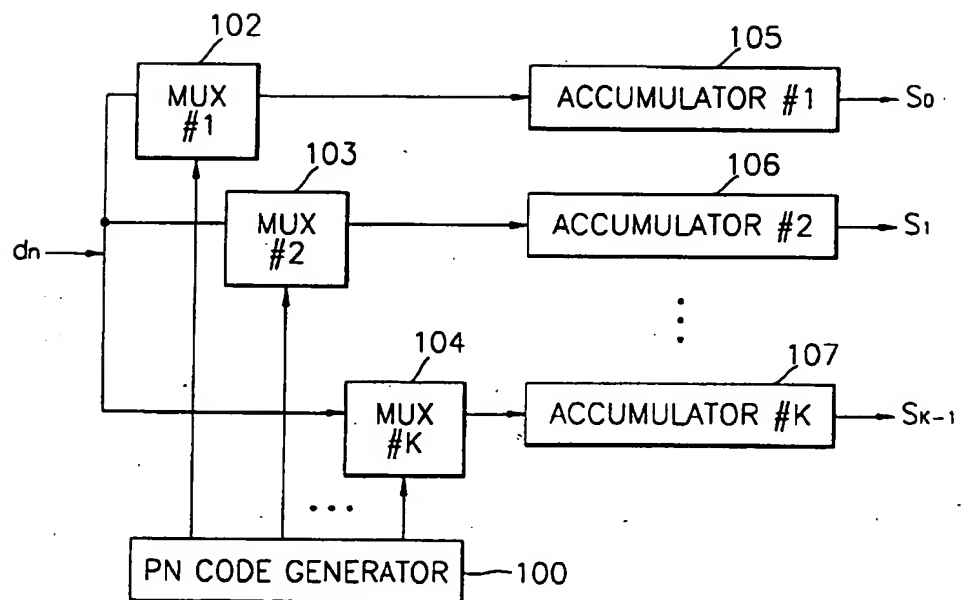 102
MUX
#1
105
ACCUMULATOR #1
S0
103
MUX
#2
106
ACCUMULATOR #2
S1
dn
104
MUX
#K
107
ACCUMULATOR #K
SK-1
PN CODE GENERATOR
100